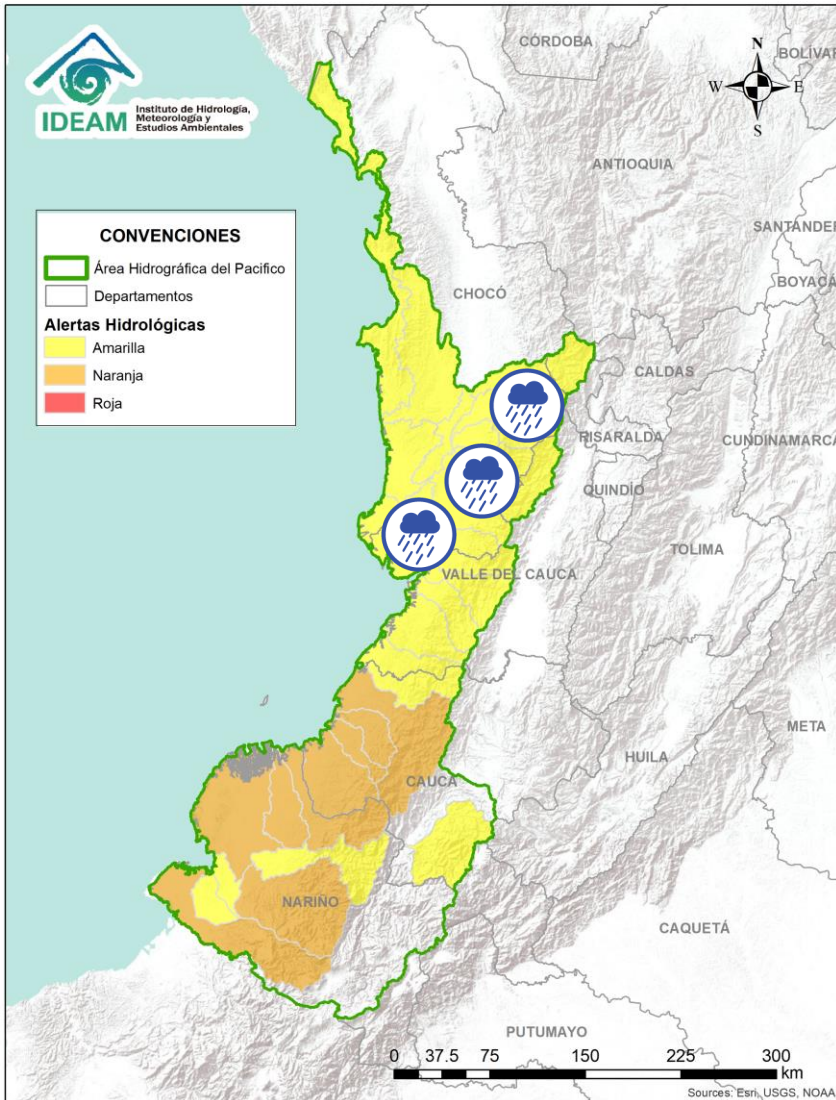 IDEAM
Instituto de Hidrología,
Meteorología y
Estudios Ambientales
N
W
E
S
CÓRDOBA
BOLÍVAR
ANTIOQUIA
SANTANDER
BOYACÁ
CHOCÓ
CALDAS
RISARALDA
CUNDINAMARCA
QUINDÍO
TOLIMA
VALLE DEL CAUCA
META
HUILA
CAUCA
NARIÑO
CAQUETÁ
PUTUMAYO
CONVENCIONES
Área Hidrográfica del Pacifico
Departamentos
Alertas Hidrológicas
Amarilla
Naranja
Roja
0 37.5 75 150 225 300
km
Sources: Esri, USGS, NOAA